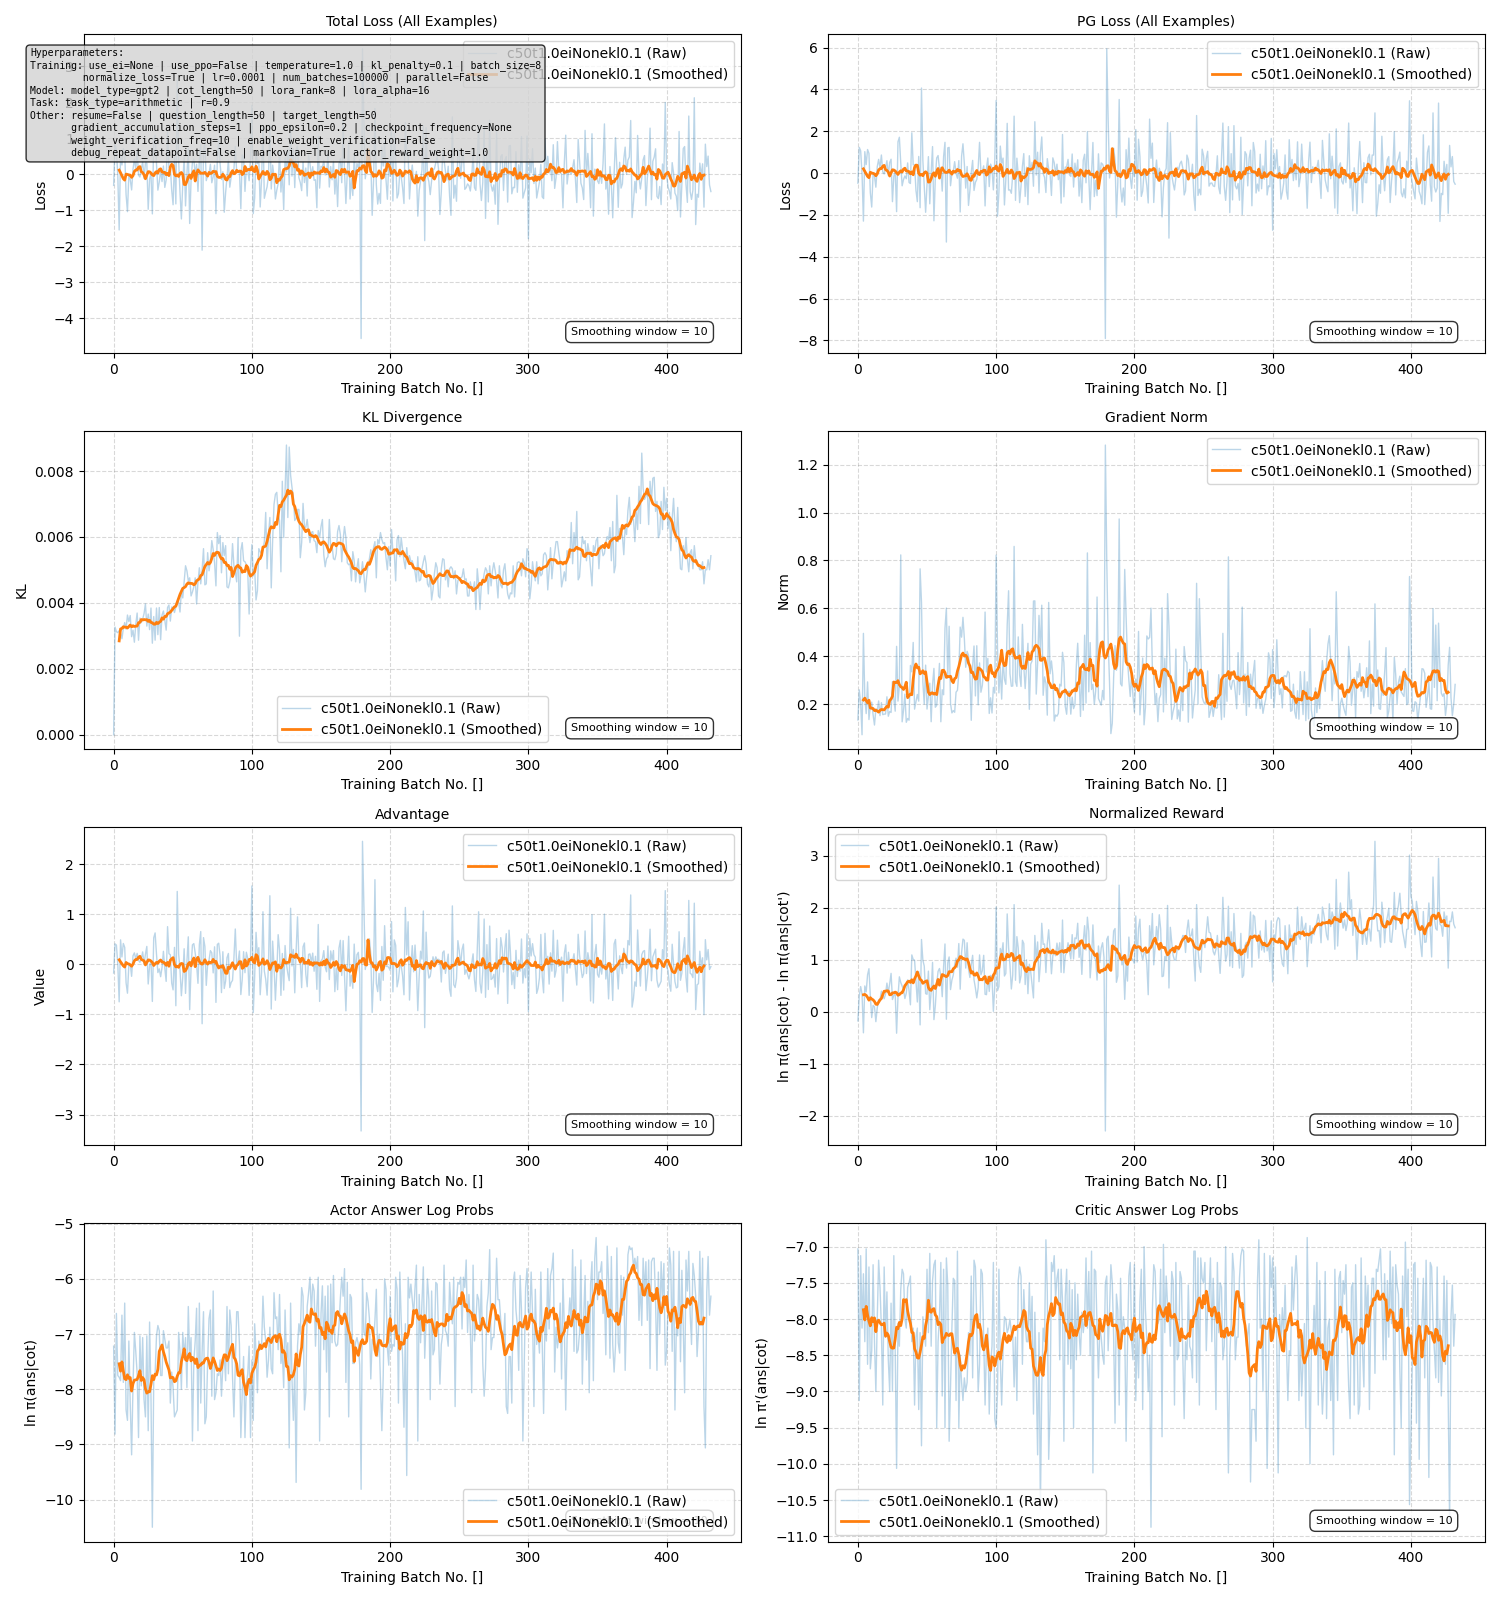 Total Loss (All Examples)
Hyperparameters:
Training: use_ei=None | use_ppo=False | temperature=1.0 | kl_penalty=0.1 | batch_size=8
normalize_loss=True | lr=0.0001 | num_batches=100000 | parallel=False
Model: model_type=gpt2 | cot_length=50 | lora_rank=8 | lora_alpha=16
Task: task_type=arithmetic | r=0.9
Other: resume=False | question_length=50 | target_length=50
gradient_accumulation_steps=1 | ppo_epsilon=0.2 | checkpoint_frequency=None
weight_verification_freq=10 | enable_weight_verification=False
debug_repeat_datapoint=False | markovian=True | actor_reward_weight=1.0
c50t1.0eiNonekl0.1 (Raw)
c50t1.0eiNonekl0.1 (Smoothed)
Loss
0
−1
−2
−3
−4
Smoothing window = 10
0 100 200 300 400
Training Batch No. []
PG Loss (All Examples)
c50t1.0eiNonekl0.1 (Raw)
c50t1.0eiNonekl0.1 (Smoothed)
Loss
6
4
2
0
−2
−4
−6
−8
Smoothing window = 10
0 100 200 300 400
Training Batch No. []
KL Divergence
KL
0.008
0.006
0.004
0.002
0.000
c50t1.0eiNonekl0.1 (Raw)
c50t1.0eiNonekl0.1 (Smoothed)
Smoothing window = 10
0 100 200 300 400
Training Batch No. []
Gradient Norm
c50t1.0eiNonekl0.1 (Raw)
c50t1.0eiNonekl0.1 (Smoothed)
Norm
1.2
1.0
0.8
0.6
0.4
0.2
Smoothing window = 10
0 100 200 300 400
Training Batch No. []
Advantage
c50t1.0eiNonekl0.1 (Raw)
c50t1.0eiNonekl0.1 (Smoothed)
Value
2
1
0
−1
−2
−3
Smoothing window = 10
0 100 200 300 400
Training Batch No. []
Normalized Reward
c50t1.0eiNonekl0.1 (Raw)
c50t1.0eiNonekl0.1 (Smoothed)
ln π(ans|cot) - ln π(ans|cot')
3
2
1
0
−1
−2
Smoothing window = 10
0 100 200 300 400
Training Batch No. []
Actor Answer Log Probs
ln π(ans|cot)
−5
−6
−7
−8
−9
−10
c50t1.0eiNonekl0.1 (Raw)
c50t1.0eiNonekl0.1 (Smoothed)
0 100 200 300 400
Training Batch No. []
Critic Answer Log Probs
ln π'(ans|cot)
−7.0
−7.5
−8.0
−8.5
−9.0
−9.5
−10.0
−10.5
−11.0
c50t1.0eiNonekl0.1 (Raw)
c50t1.0eiNonekl0.1 (Smoothed)
Smoothing window = 10
0 100 200 300 400
Training Batch No. []